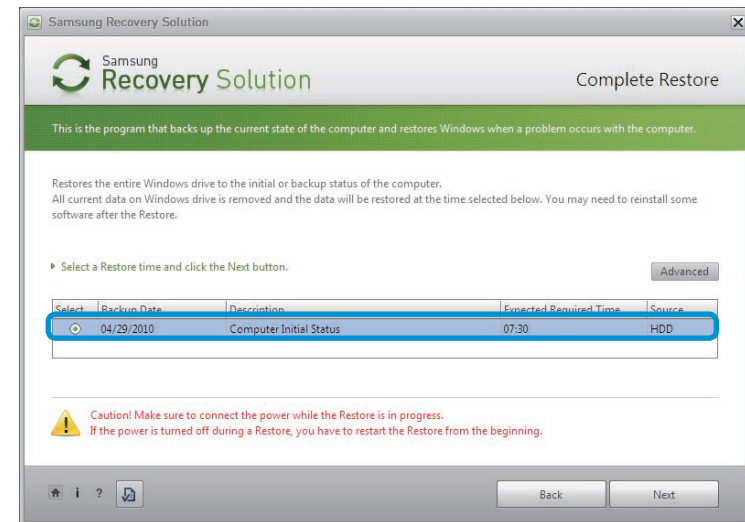 Samsung Recovery Solution
Samsung
Recovery Solution
Complete Restore
This is the program that backs up the current state of the computer and restores Windows when a problem occurs with the computer.
Restores the entire Windows drive to the initial or backup status of the computer.
All current data on Windows drive is removed and the data will be restored at the time selected below. You may need to reinstall some
software after the Restore.
Select a Restore time and click the Next button.
Advanced
Select Backup Date Description Expected Required Time Source
04/29/2010 Computer Initial Status 07:30 HDD
Caution! Make sure to connect the power while the Restore is in progress.
If the power is turned off during a Restore, you have to restart the Restore from the beginning.
i ? Back Next